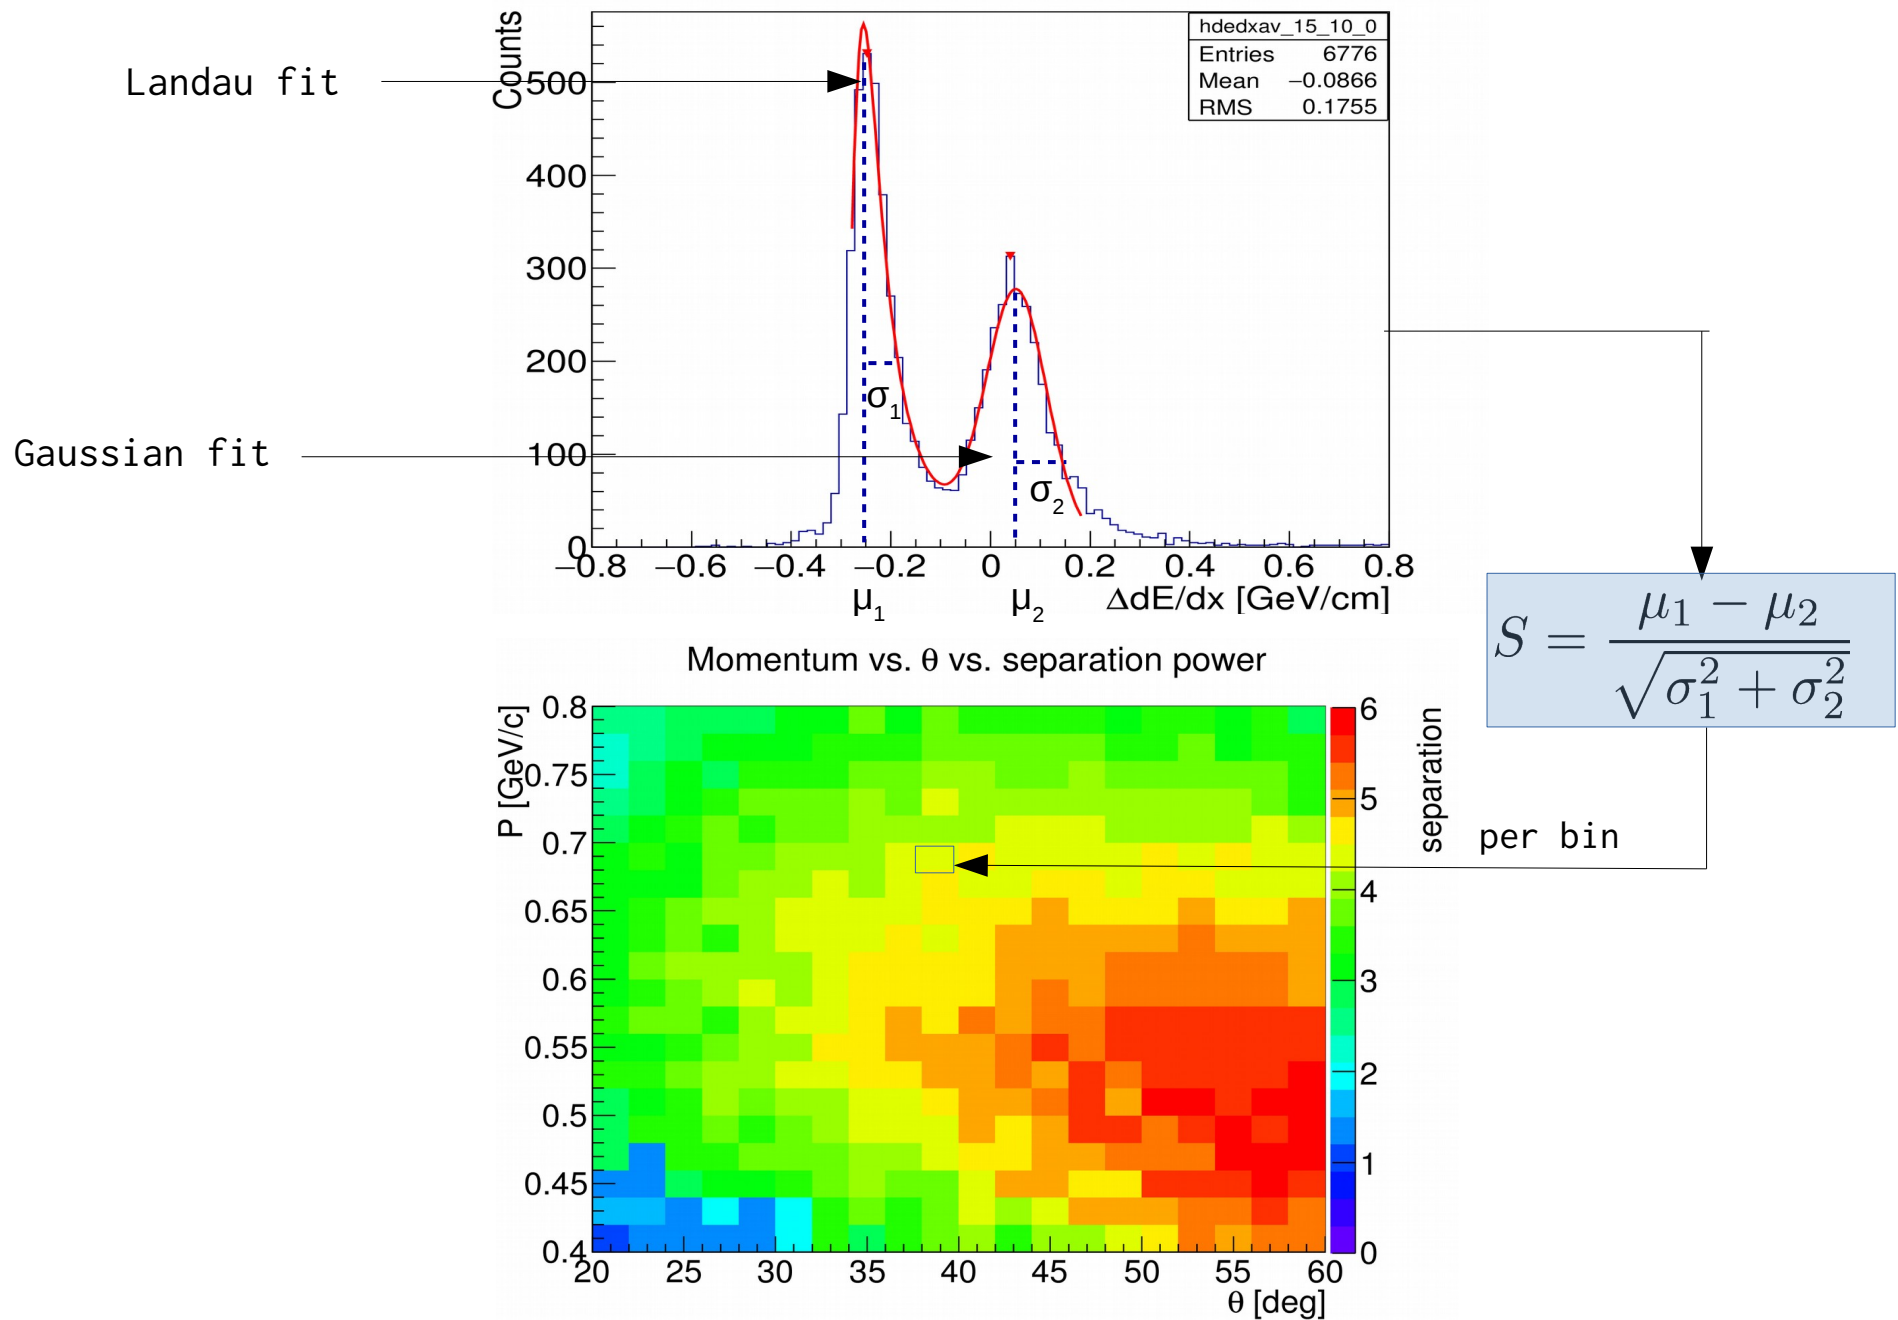 Landau fit
Gaussian fit
Counts
500
400
300
200
100
0
−0.8 −0.6 −0.4 −0.2 0 0.2 0.4 0.6 0.8
μ1 μ2 ΔdE/dx [GeV/cm]
hdedxav_15_10_0
Entries 6776
Mean −0.0866
RMS 0.1755
σ1
σ2
S = μ1 − μ2 / √σ1² + σ2²
per bin
Momentum vs. θ vs. separation power
P [GeV/c]
0.8
0.75
0.7
0.65
0.6
0.55
0.5
0.45
0.4
20 25 30 35 40 45 50 55 60
θ [deg]
6
5
4
3
2
1
0
separation